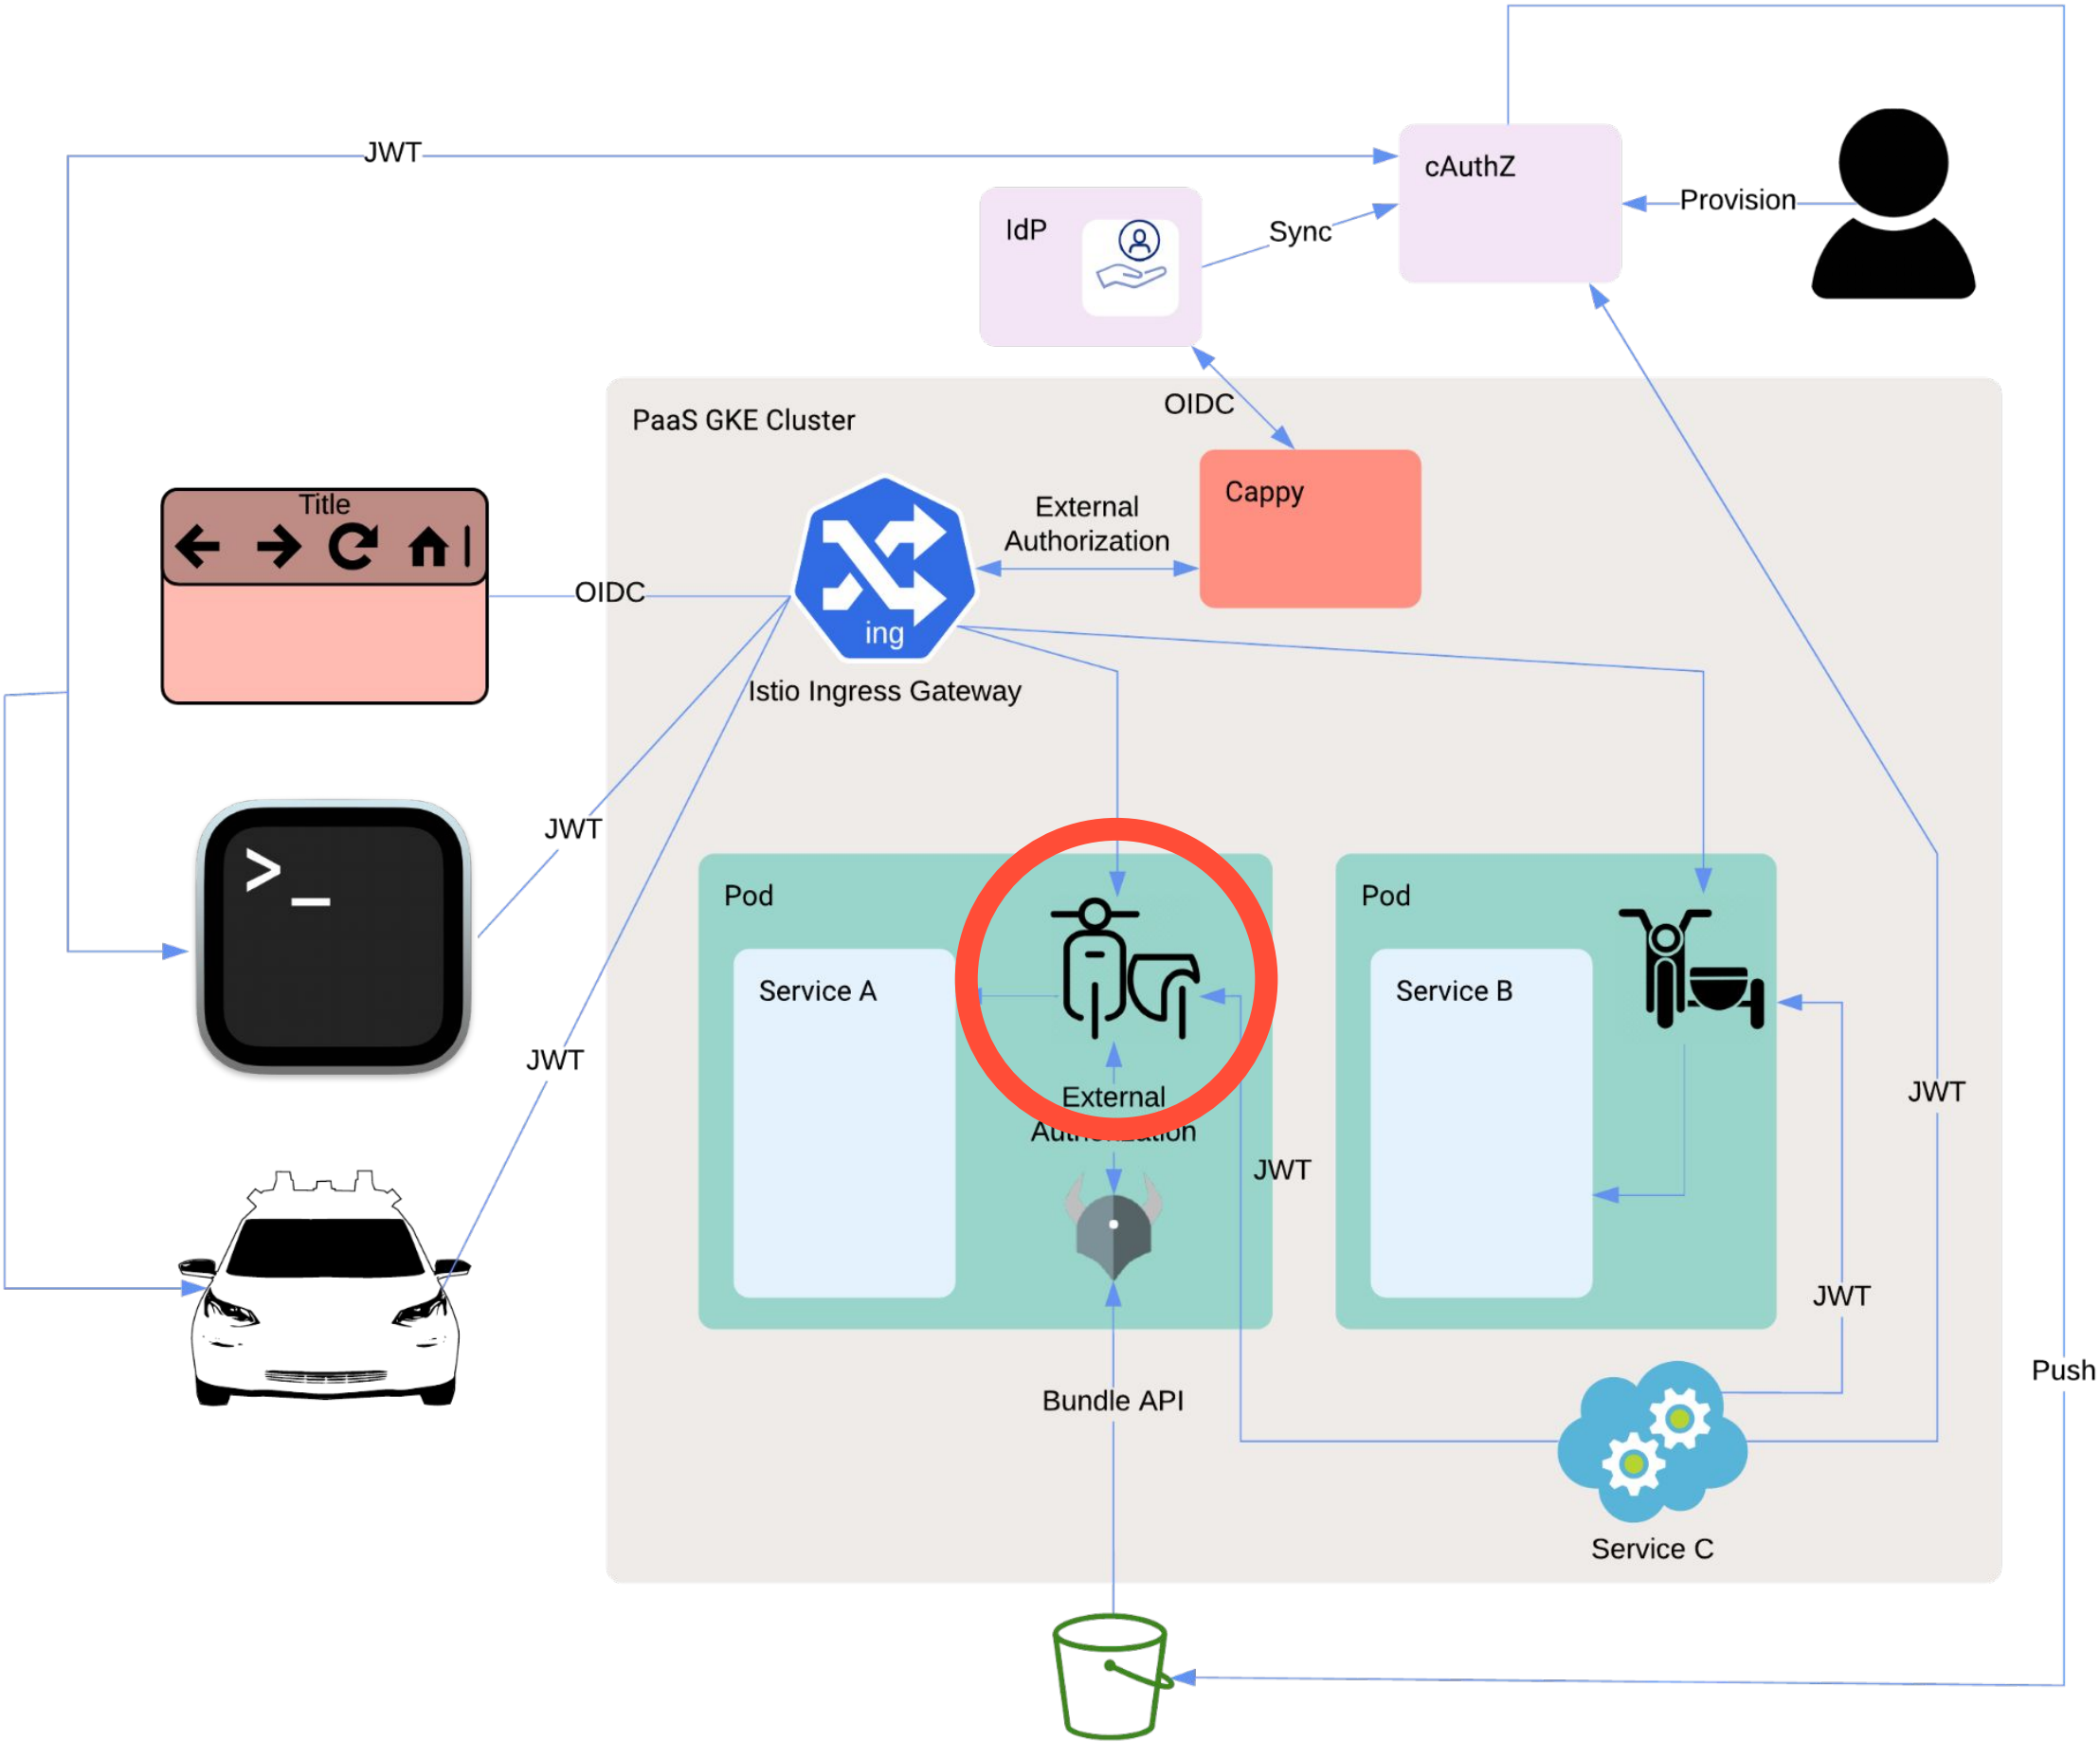 JWT
cAuthZ
Provision
IdP
Sync
OIDC
PaaS GKE Cluster
Cappy
External
Authorization
Title
OIDC
ing
Istio Ingress Gateway
JWT
>_
JWT
Pod
Service A
External
Authorization
JWT
Pod
Service B
JWT
JWT
Bundle API
Push
Service C